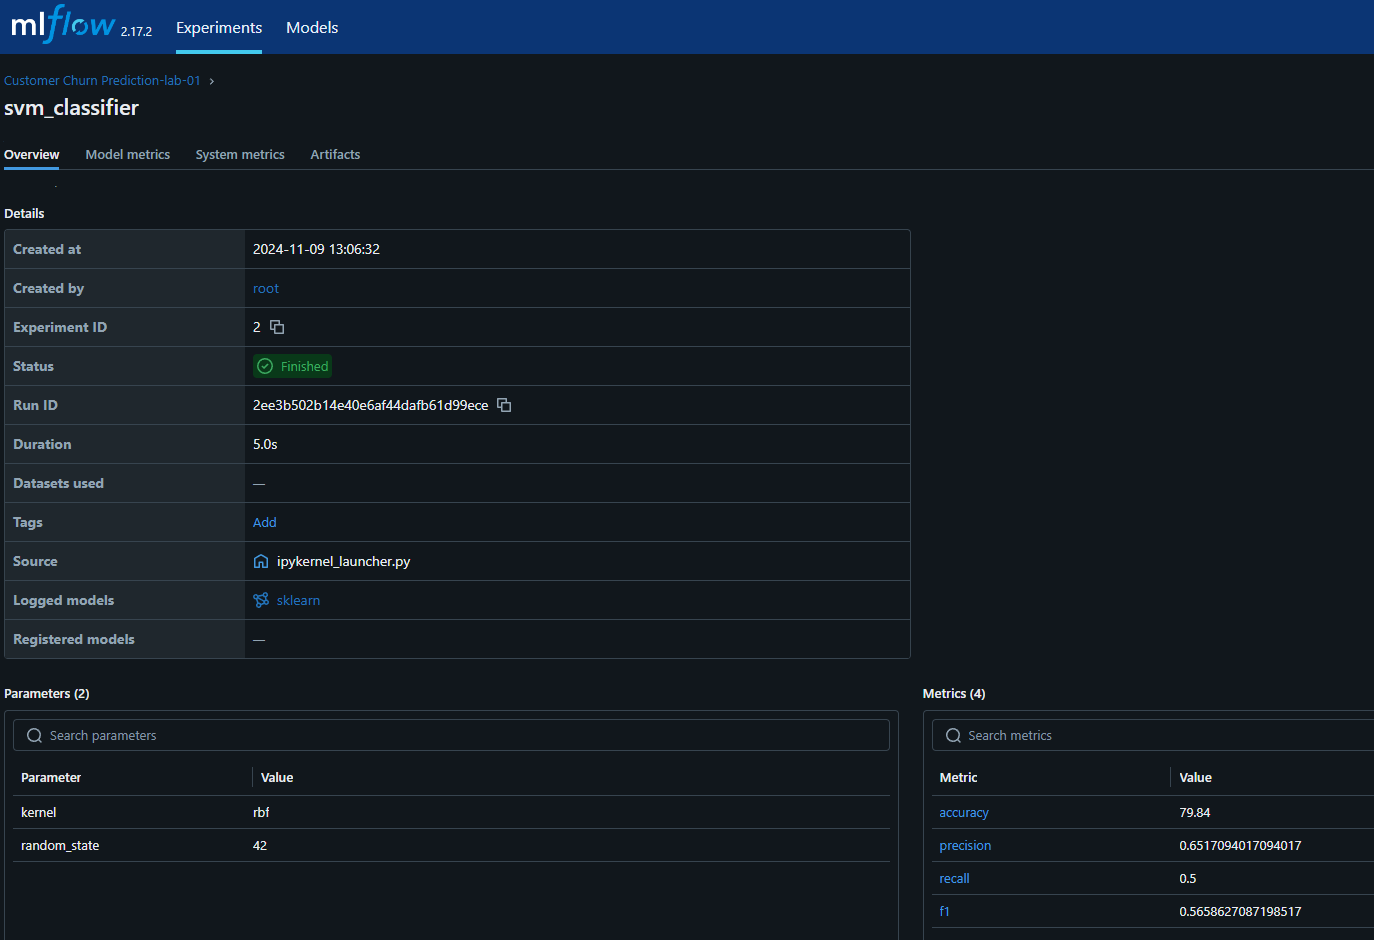 mlflow 2.17.2 Experiments Models
Customer Churn Prediction-lab-01 ›
svm_classifier
Overview Model metrics System metrics Artifacts
Details
Created at 2024-11-09 13:06:32
Created by root
Experiment ID 2
Status Finished
Run ID 2ee3b502b14e40e6af44dafb61d99ece
Duration 5.0s
Datasets used —
Tags Add
Source ipykernel_launcher.py
Logged models sklearn
Registered models —
Parameters (2)
Search parameters
Parameter Value
kernel rbf
random_state 42
Metrics (4)
Search metrics
Metric Value
accuracy 79.84
precision 0.6517094017094017
recall 0.5
f1 0.5658627087198517